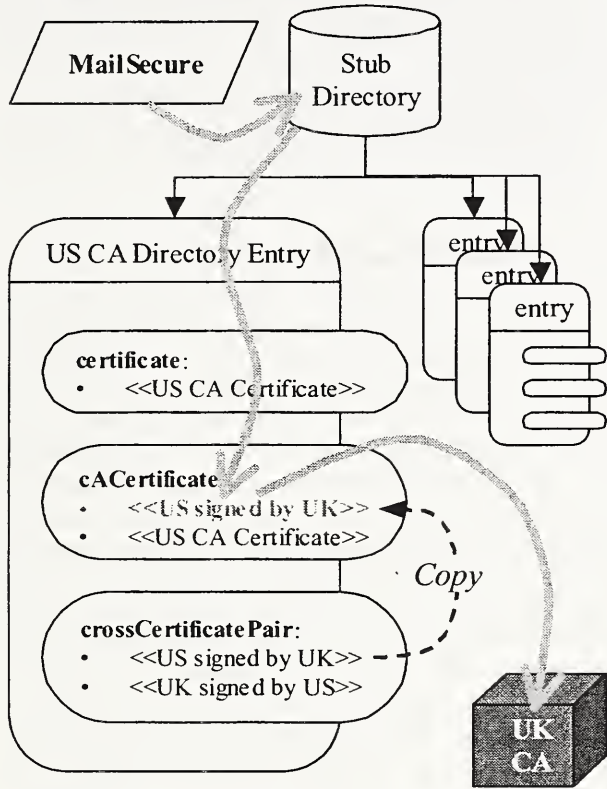 MailSecure
Stub
Directory
US CA Directory Entry
entry
entry
entry
certificate:
• <<US CA Certificate>>
cACertificate
• <<US signed by UK>>
• <<US CA Certificate>>
Copy
crossCertificatePair:
• <<US signed by UK>>
• <<UK signed by US>>
UK
CA